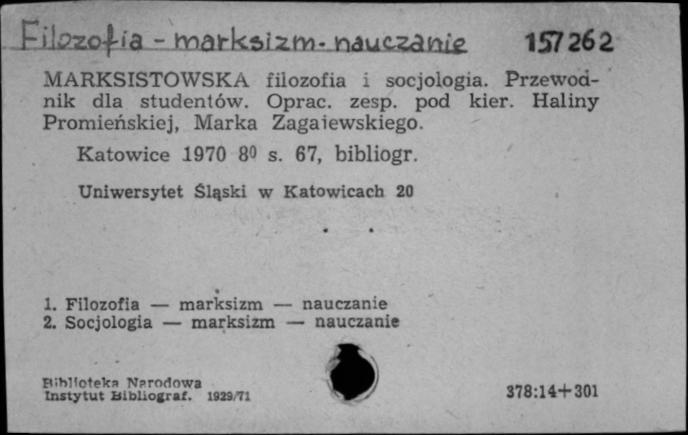 Filozofia - marksizm - nauczanie 157262
MARKSISTOWSKA filozofia i socjologia. Przewod-
nik dla studentów. Oprac. zesp. pod kier. Haliny
Promieńskiej, Marka Zagajewskiego.
Katowice 1970 8⁰ s. 67, bibliogr.
Uniwersytet Śląski w Katowicach 20
1. Filozofia — marksizm — nauczanie
2. Socjologia — marksizm — nauczanie
Biblioteka Narodowa
Instytut Bibliograf. 1929/71
378:14+301